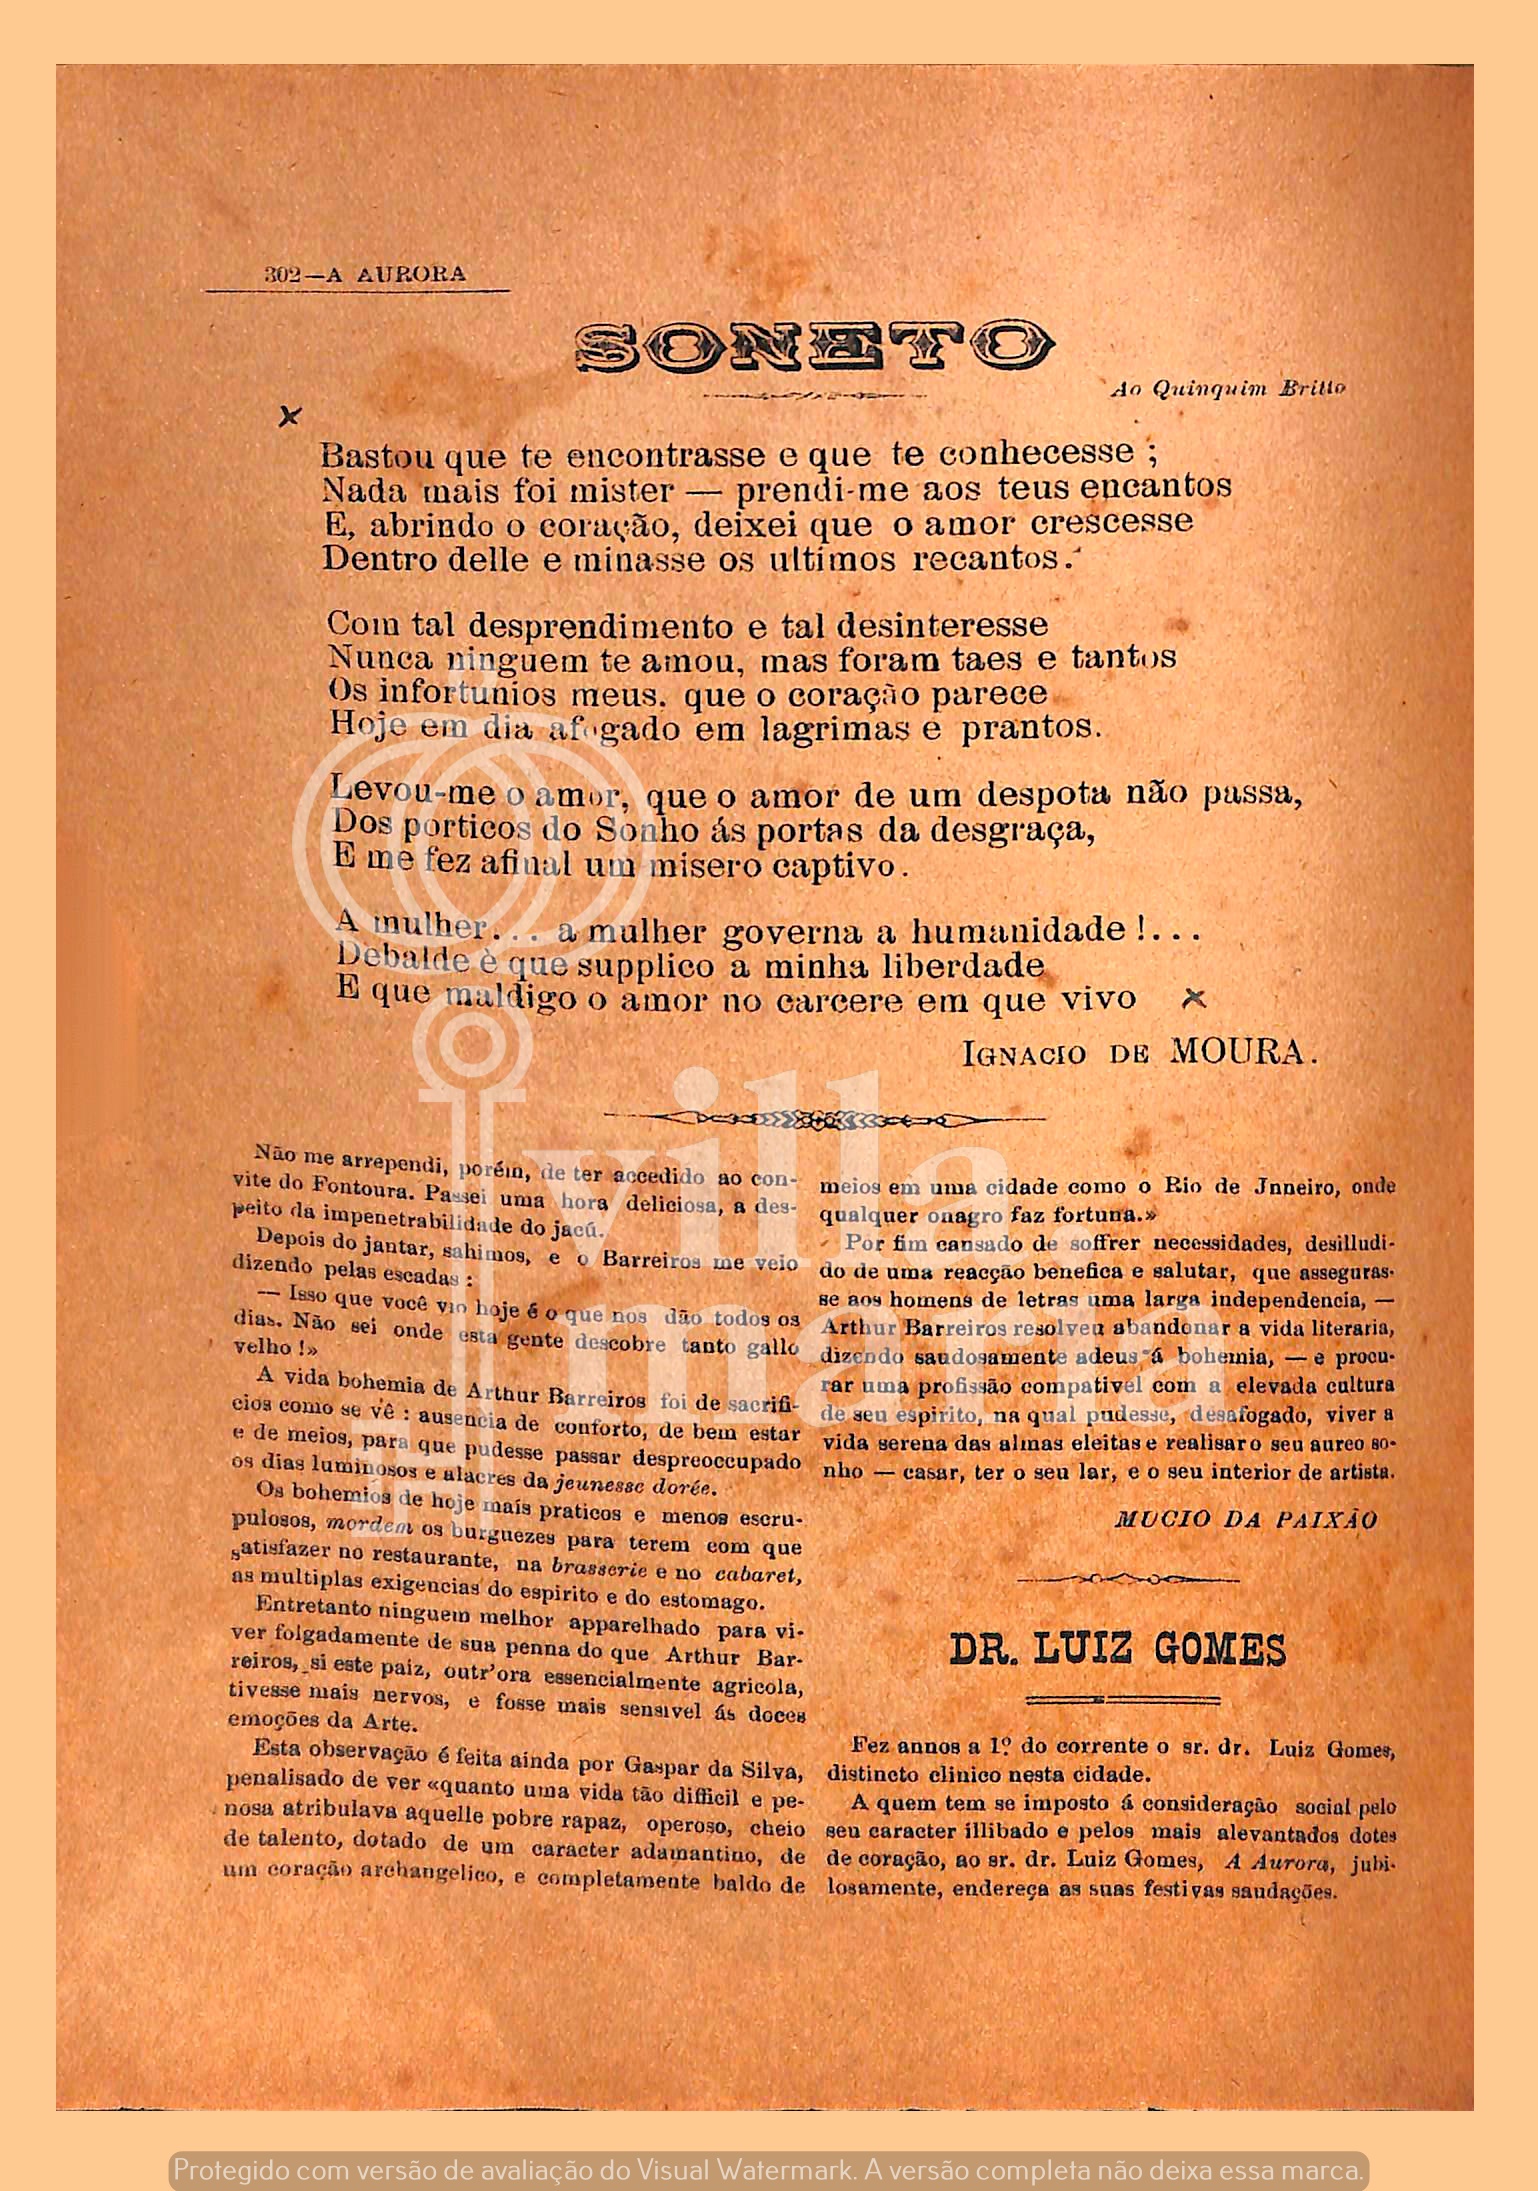 302—A AURORA
SONETO
Ao Quinquim Britto
Bastou que te encontrasse e que te conhecesse ;
Nada mais foi mister — prendi-me aos teus encantos
E, abrindo o coração, deixei que o amor crescesse
Dentro delle e minasse os ultimos recantos.
Com tal desprendimento e tal desinteresse
Nunca ninguem te amou, mas foram taes e tantos
Os infortunios meus. que o coração parece
Hoje em dia afogado em lagrimas e prantos.
Levou-me o amor, que o amor de um despota não passa,
Dos porticos do Sonho ás portas da desgraça,
E me fez afinal um misero captivo.
A mulher... a mulher governa a humanidade !...
Debalde è que supplico a minha liberdade
E que maldigo o amor no carcere em que vivo
IGNACIO DE MOURA.
Não me arrependi, porém, de ter accedido ao con-
vite do Fontoura. Passei uma hora deliciosa, a des-
peito da impenetrabilidade do jacú.
Depois do jantar, sahimos, e o Barreiros me veio
dizendo pelas escadas :
— Isso que você vio hoje é o que nos dão todos os
dias. Não sei onde esta gente descobre tanto gallo
velho !»
A vida bohemia de Arthur Barreiros foi de sacrifi-
cios como se vê : ausencia de conforto, de bem estar
e de meios, para que pudesse passar despreoccupado
os dias luminosos e alacres da jeunesse dorée.
Os bohemios de hoje mais praticos e menos escru-
pulosos, mordem os burguezes para terem com que
satisfazer no restaurante, na brasserie e no cabaret,
as multiplas exigencias do espirito e do estomago.
Entretanto ninguem melhor apparelhado para vi-
ver folgadamente de sua penna do que Arthur Bar-
reiros, si este paiz, outr'ora essencialmente agricola,
tivesse mais nervos, e fosse mais sensivel ás doces
emoções da Arte.
Esta observação é feita ainda por Gaspar da Silva,
penalisado de ver «quanto uma vida tão difficil e pe-
nosa atribulava aquelle pobre rapaz, operoso, cheio
de talento, dotado de um caracter adamantino, de
um coração archangelico, e completamente baldo de
meios em uma cidade como o Rio de Jnneiro, onde
qualquer onagro faz fortuna.»
Por fim cansado de soffrer necessidades, desilludi-
do de uma reacção benefica e salutar, que asseguras-
se aos homens de letras uma larga independencia, —
Arthur Barreiros resolveu abandonar a vida literaria,
dizendo saudosamente adeus á bohemia, — e procu-
rar uma profissão compativel com a elevada cultura
de seu espirito, na qual pudesse, desafogado, viver a
vida serena das almas eleitas e realisar o seu aureo so-
nho — casar, ter o seu lar, e o seu interior de artista.
MUCIO DA PAIXÃO
DR. LUIZ GOMES
Fez annos a 1º do corrente o sr. dr. Luiz Gomes,
distincto clinico nesta cidade.
A quem tem se imposto á consideração social pelo
seu caracter illibado e pelos mais alevantados dotes
de coração, ao sr. dr. Luiz Gomes, A Aurora, jubi-
losamente, endereça as suas festivas saudações.
villa
maria
Protegido com versão de avaliação do Visual Watermark. A versão completa não deixa essa marca.